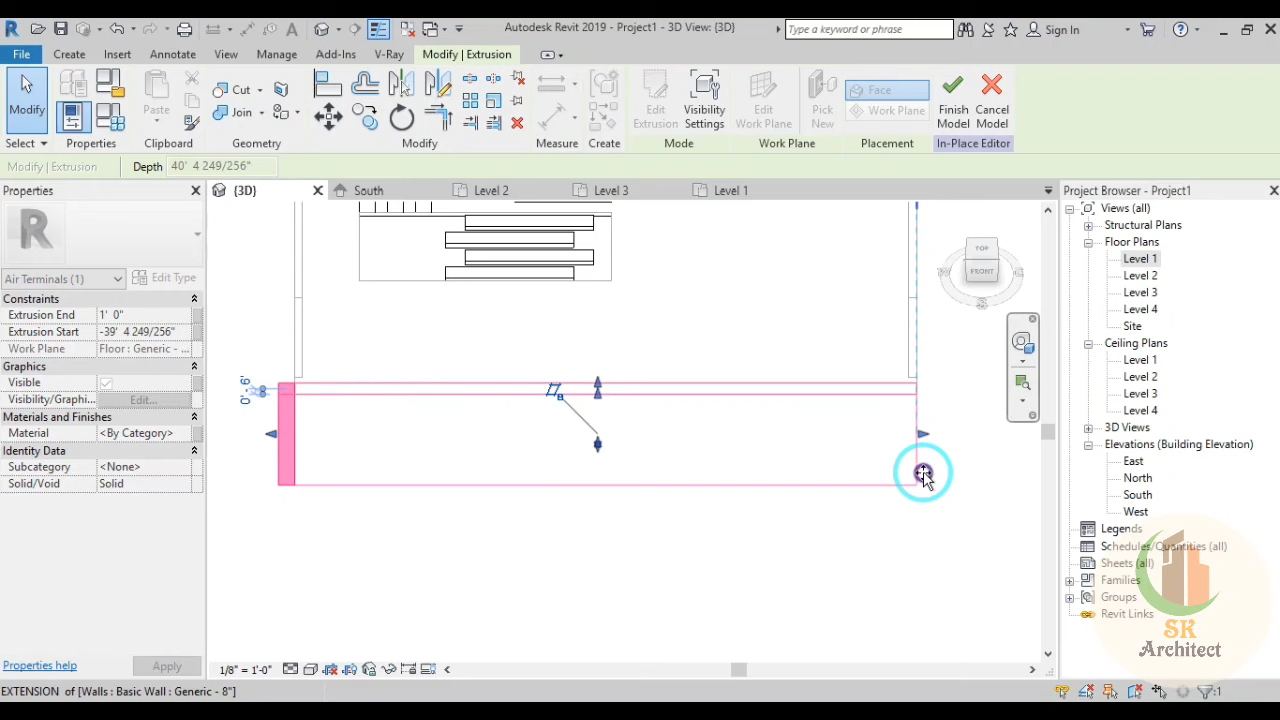 Autodesk Revit 2019 - Project1 - 3D View: {3D}
Type a keyword or phrase
Sign In
File Create Insert Annotate View Manage Add-Ins V-Ray Modify | Extrusion
Modify
Paste
Cut
Join
Edit Extrusion
Visibility Settings
Edit Work Plane
Pick New
Face
Work Plane
Finish Model
Cancel Model
Select Properties Clipboard Geometry Modify Measure Create Mode Work Plane Placement In-Place Editor
Modify | Extrusion Depth 40' 4 249/256"
Properties
{3D} South Level 2 Level 3 Level 1
Project Browser - Project1
R
Air Terminals (1) Edit Type
Constraints
Extrusion End 1' 0"
Extrusion Start -39' 4 249/256"
Work Plane Floor : Generic - ...
Graphics
Visible
Visibility/Graphi... Edit...
Materials and Finishes
Material <By Category>
Identity Data
Subcategory <None>
Solid/Void Solid
Properties help Apply
TOP
FRONT
0' - 6"
Views (all)
Structural Plans
Floor Plans
Level 1
Level 2
Level 3
Level 4
Site
Ceiling Plans
Level 1
Level 2
Level 3
Level 4
3D Views
Elevations (Building Elevation)
East
North
South
West
Legends
Schedules/Quantities (all)
Sheets (all)
Families
Groups
Revit Links
SK
Architect
1/8" = 1'-0"
EXTENSION of [Walls : Basic Wall : Generic - 8"]
:1